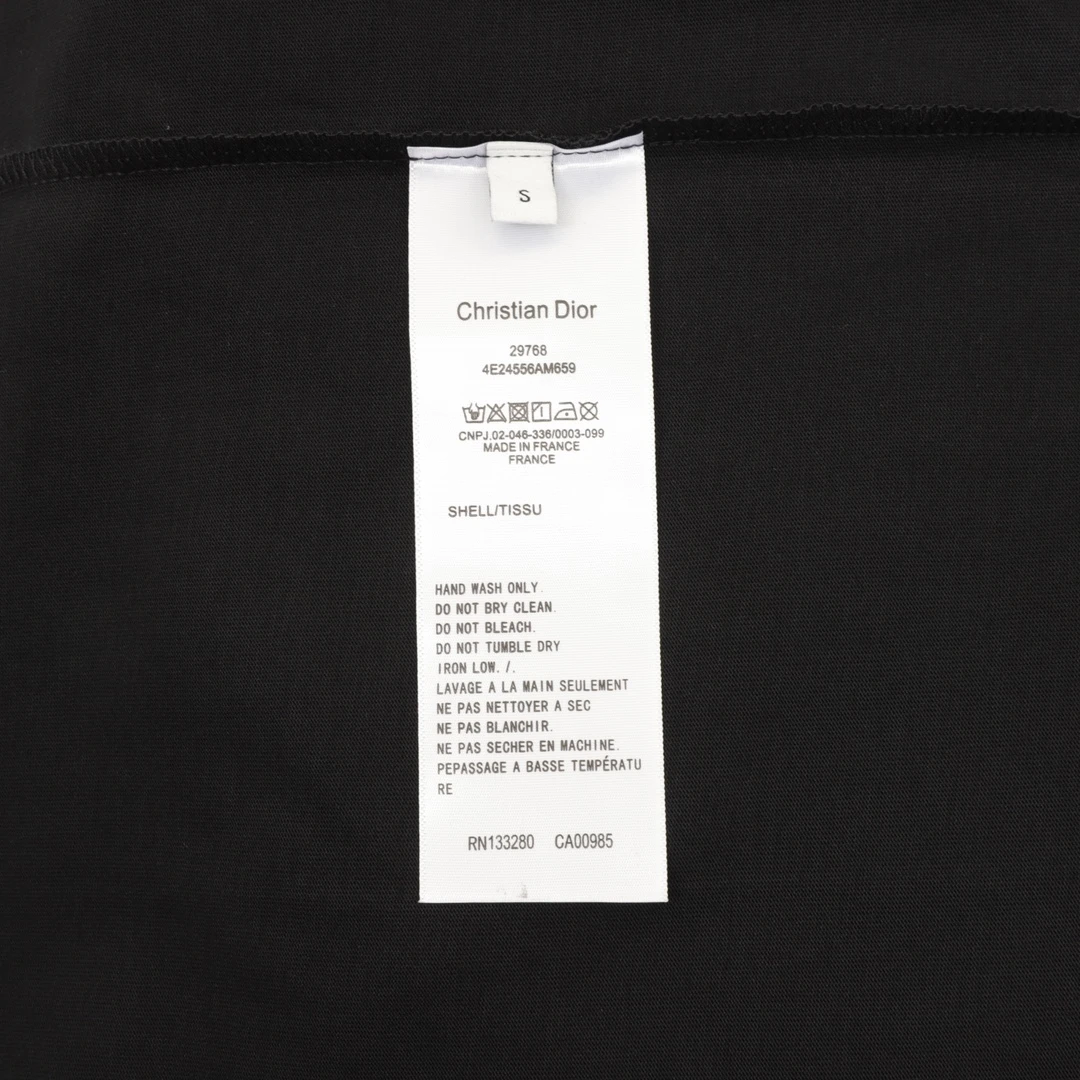 S
Christian Dior
29768
4E24556AM659
CNPJ.02-046-336/0003-099
MADE IN FRANCE
FRANCE
SHELL/TISSU
HAND WASH ONLY.
DO NOT BRY CLEAN.
DO NOT BLEACH.
DO NOT TUMBLE DRY
IRON LOW. /.
LAVAGE A LA MAIN SEULEMENT
NE PAS NETTOYER A SEC
NE PAS BLANCHIR.
NE PAS SECHER EN MACHINE.
PEPASSAGE A BASSE TEMPÉRATU
RE
RN133280 CA00985